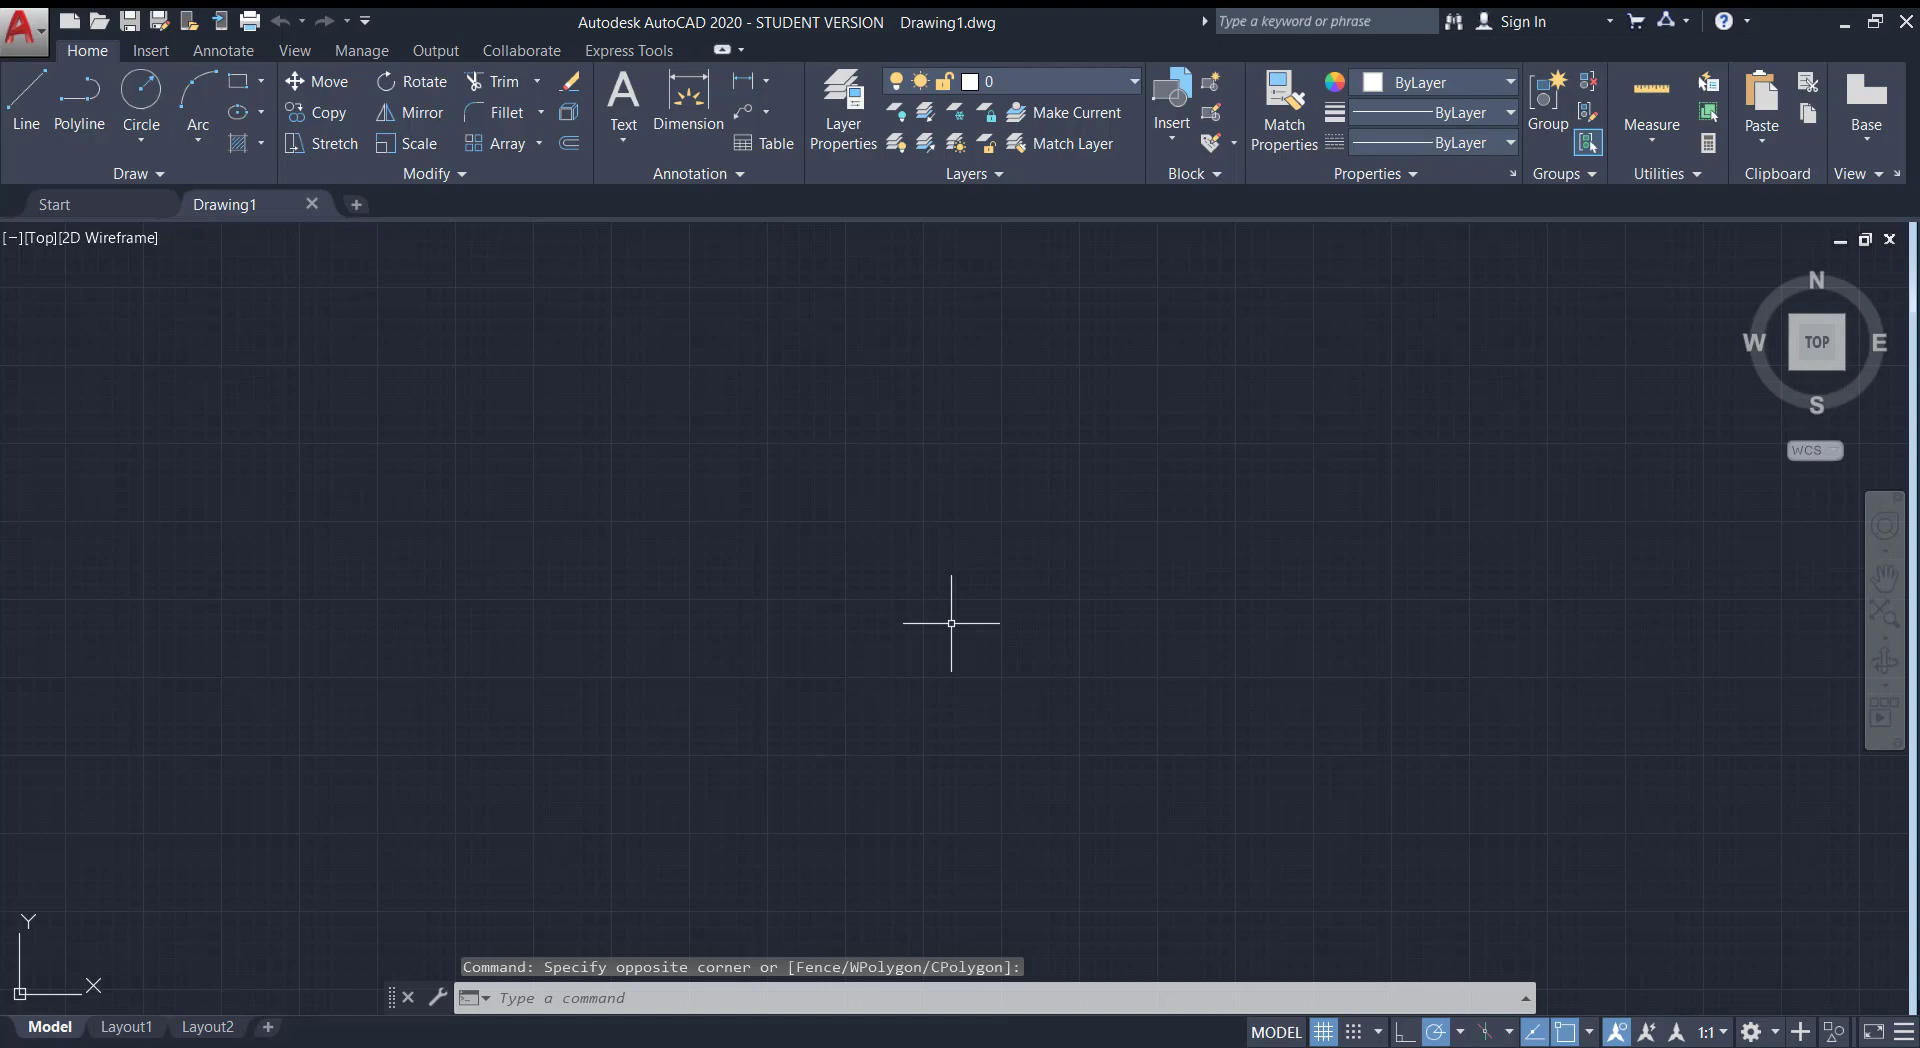 Autodesk AutoCAD 2020 - STUDENT VERSION Drawing1.dwg
Type a keyword or phrase
Sign In
Home Insert Annotate View Manage Output Collaborate Express Tools
Line Polyline Circle Arc
Move Rotate Trim
Copy Mirror Fillet
Stretch Scale Array
Text Dimension
Table
Layer Properties
0
Make Current
Match Layer
Insert
Match Properties
ByLayer
ByLayer
ByLayer
Group
Measure
Paste
Base
Draw Modify Annotation Layers Block Properties Groups Utilities Clipboard View
Start Drawing1
[−][Top][2D Wireframe]
N
W TOP E
S
WCS
Y
X
Command: Specify opposite corner or [Fence/WPolygon/CPolygon]:
Type a command
Model Layout1 Layout2
MODEL 1:1